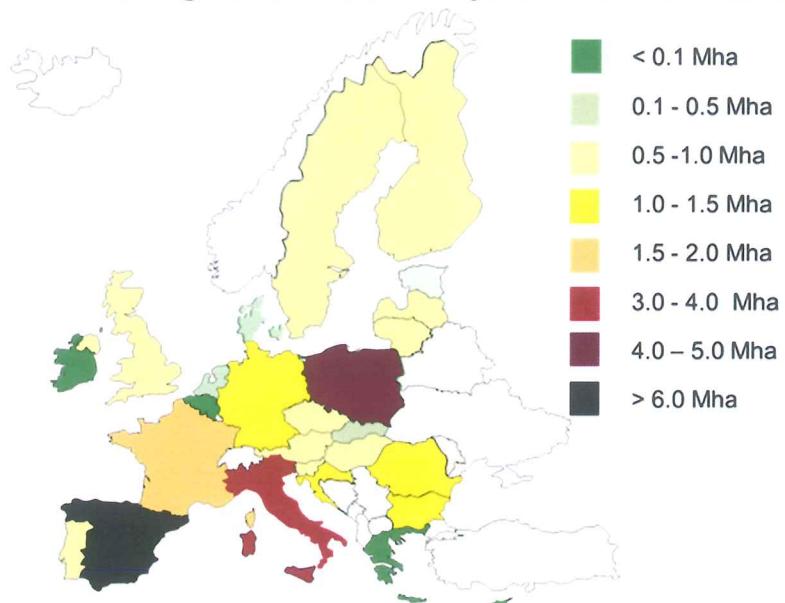 < 0.1 Mha
0.1 - 0.5 Mha
0.5 -1.0 Mha
1.0 - 1.5 Mha
1.5 - 2.0 Mha
3.0 - 4.0 Mha
4.0 – 5.0 Mha
> 6.0 Mha